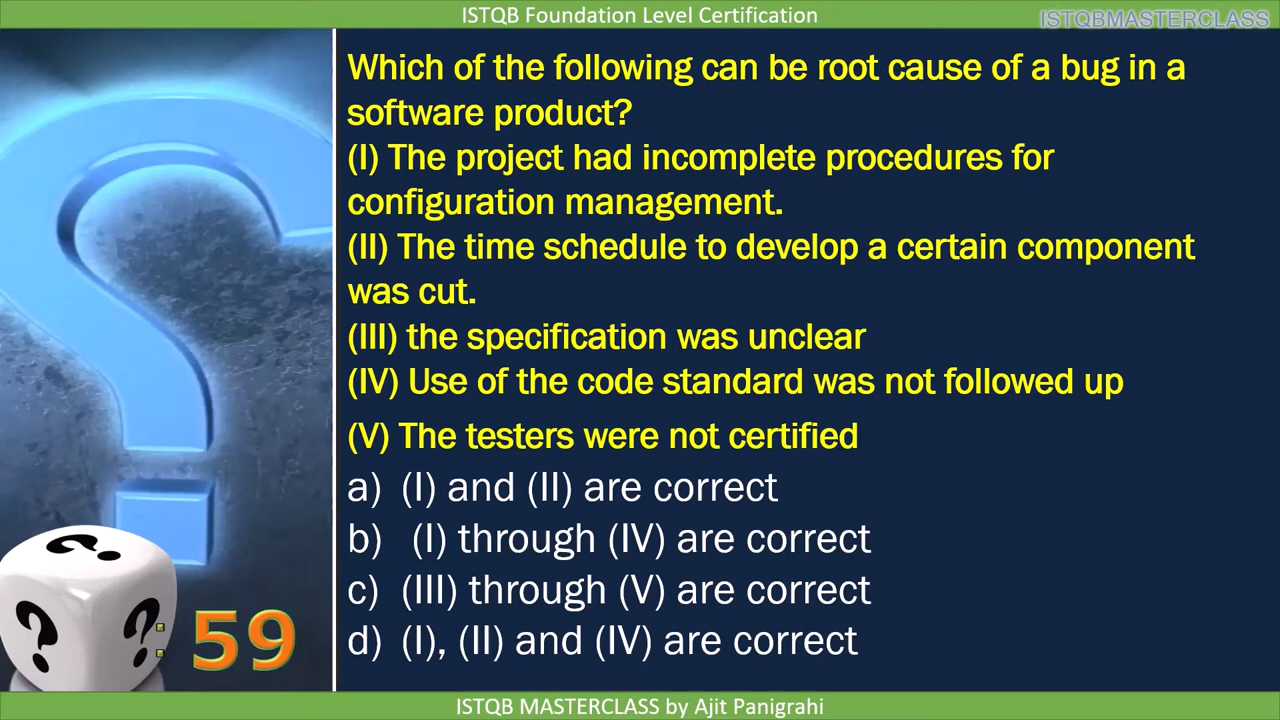 ISTQB Foundation Level Certification
ISTQBMASTERCLASS
Which of the following can be root cause of a bug in a
software product?
(I) The project had incomplete procedures for
configuration management.
(II) The time schedule to develop a certain component
was cut.
(III) the specification was unclear
(IV) Use of the code standard was not followed up
(V) The testers were not certified
a) (I) and (II) are correct
b) (I) through (IV) are correct
c) (III) through (V) are correct
d) (I), (II) and (IV) are correct
? ? ?
: 59
ISTQB MASTERCLASS by Ajit Panigrahi